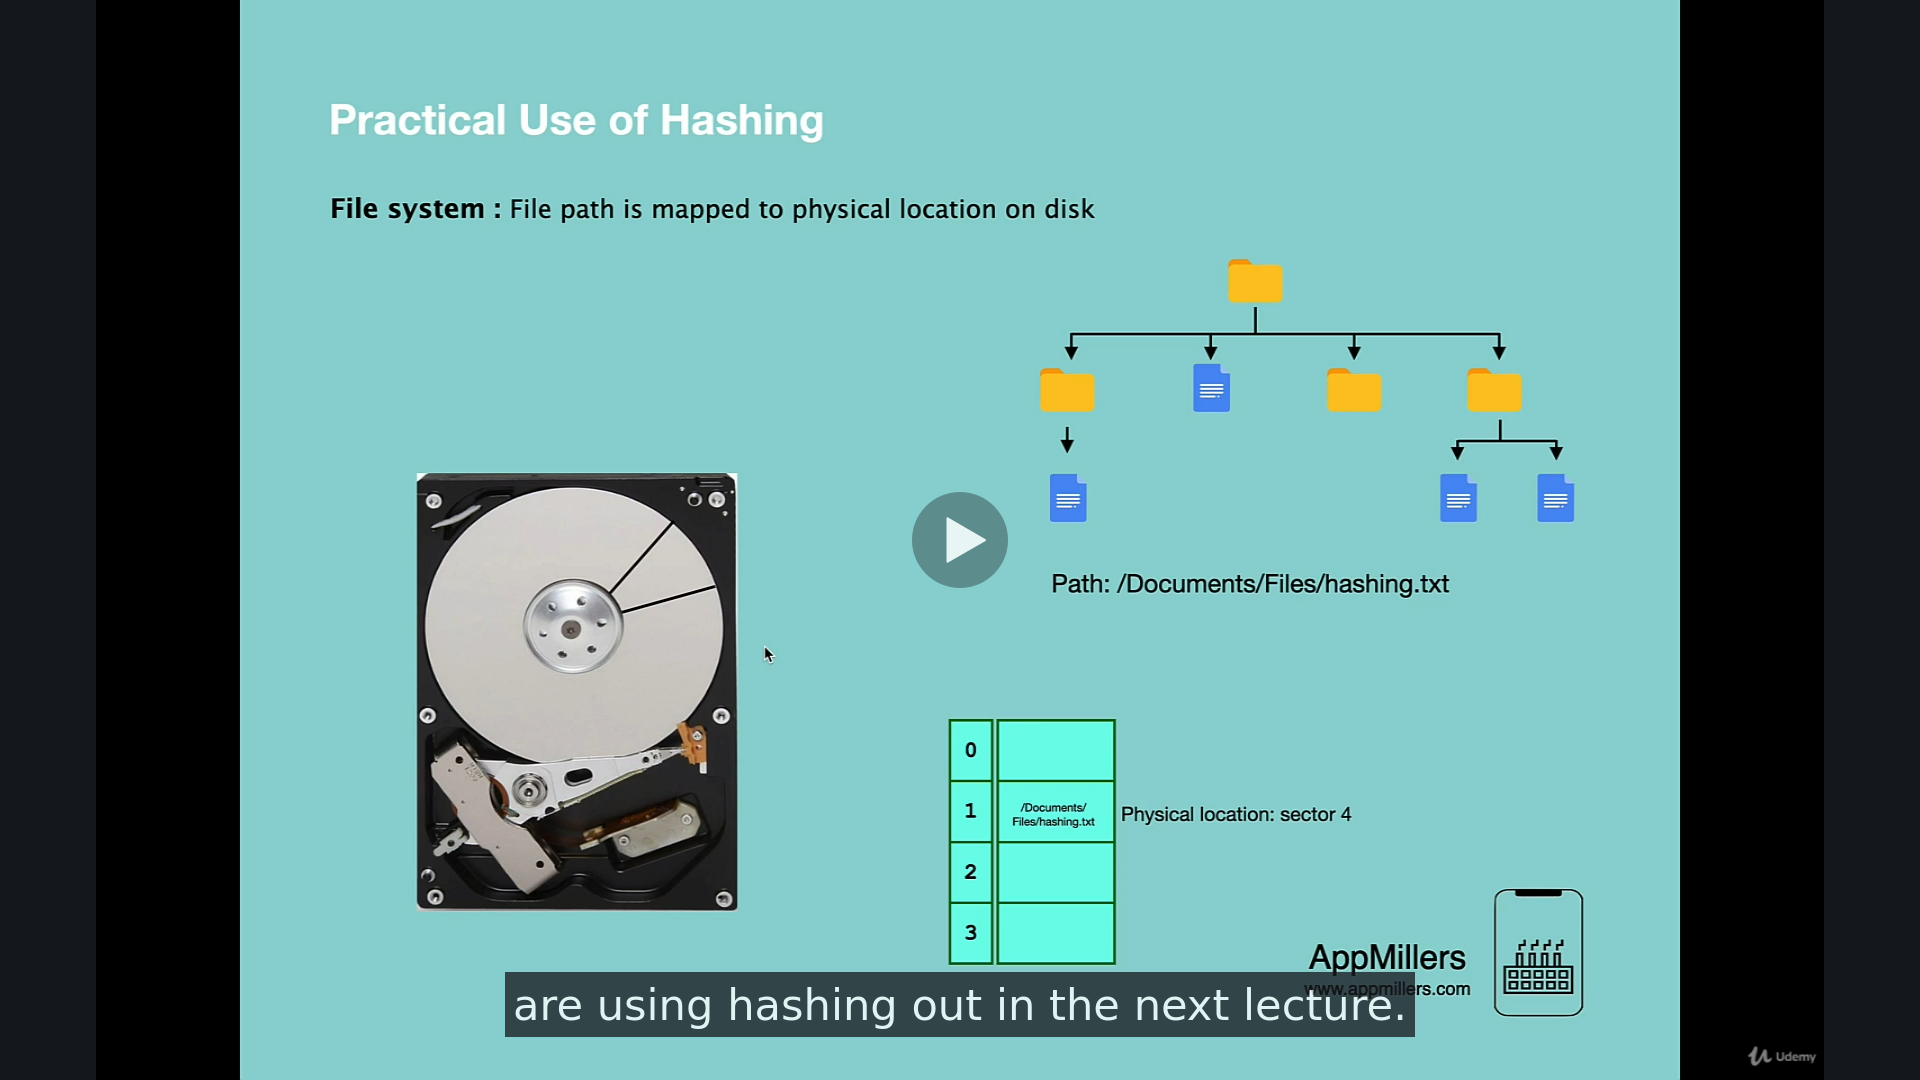 Practical Use of Hashing
File system : File path is mapped to physical location on disk
Path: /Documents/Files/hashing.txt
0
1
/Documents/
Files/hashing.txt
Physical location: sector 4
2
3
AppMillers
www.appmillers.com
are using hashing out in the next lecture.
Udemy